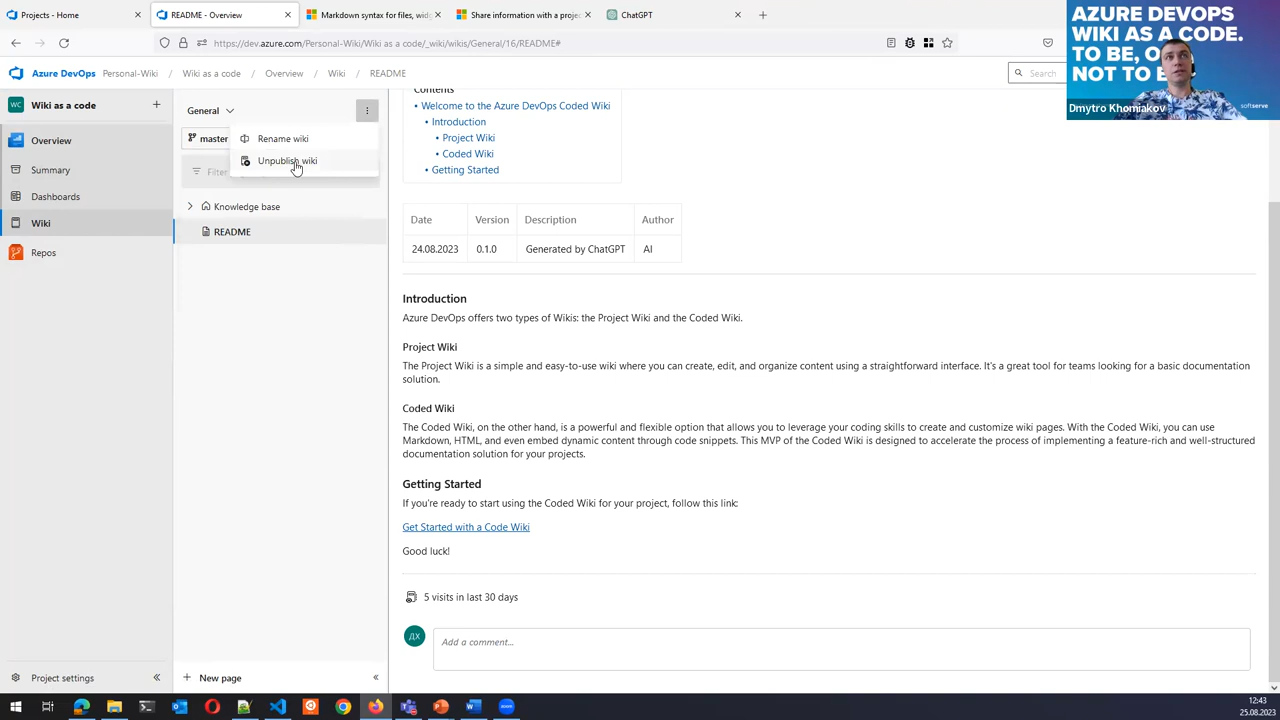 Projects - Home
README - Overview
Markdown syntax for files, widg
Share information with a projec
ChatGPT
https://dev.azure.com/Personal-Wiki/Wiki as a code/_wiki/wikis/General/16/README#
AZURE DEVOPS
WIKI AS A CODE.
TO BE, O
NOT TO B
Dmytro Khomiakov
softserve
Azure DevOps
Personal-Wiki / Wiki as a code / Overview / Wiki / README
Search
WC
Wiki as a code
Overview
Summary
Dashboards
Wiki
Repos
Project settings
General
master
Rename wiki
Unpublish wiki
Filter
Knowledge base
README
New page
Contents
• Welcome to the Azure DevOps Coded Wiki
• Introduction
• Project Wiki
• Coded Wiki
• Getting Started
Date Version Description Author
24.08.2023 0.1.0 Generated by ChatGPT AI
Introduction
Azure DevOps offers two types of Wikis: the Project Wiki and the Coded Wiki.
Project Wiki
The Project Wiki is a simple and easy-to-use wiki where you can create, edit, and organize content using a straightforward interface. It's a great tool for teams looking for a basic documentation
solution.
Coded Wiki
The Coded Wiki, on the other hand, is a powerful and flexible option that allows you to leverage your coding skills to create and customize wiki pages. With the Coded Wiki, you can use
Markdown, HTML, and even embed dynamic content through code snippets. This MVP of the Coded Wiki is designed to accelerate the process of implementing a feature-rich and well-structured
documentation solution for your projects.
Getting Started
If you're ready to start using the Coded Wiki for your project, follow this link:
Get Started with a Code Wiki
Good luck!
5 visits in last 30 days
ДХ
Add a comment...
12:43
25.08.2023